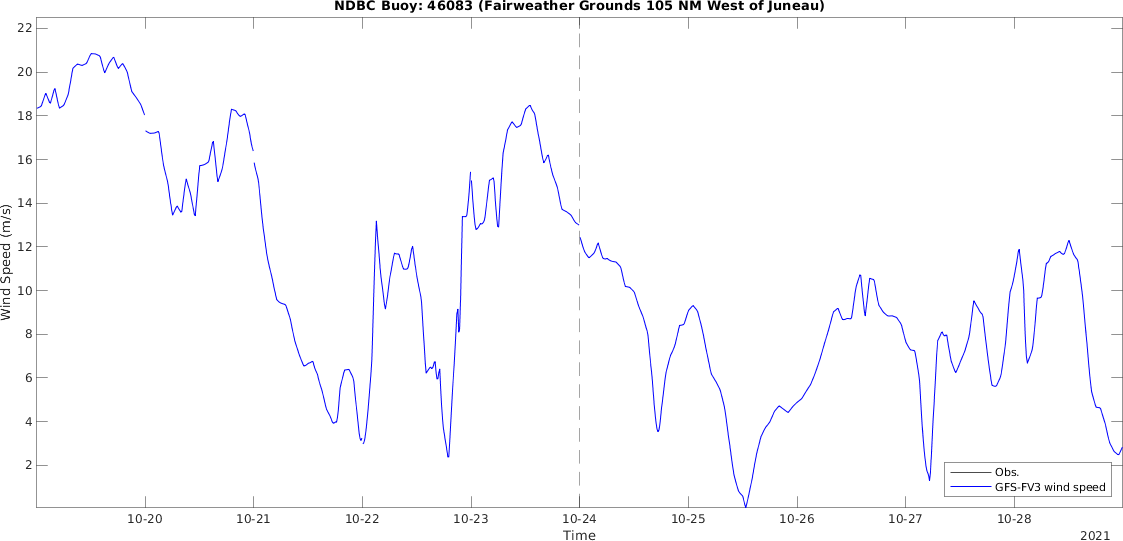 NDBC Buoy: 46083 (Fairweather Grounds 105 NM West of Juneau)
22
20
18
16
14
12
10
8
6
4
2
Wind Speed (m/s)
Obs.
GFS-FV3 wind speed
10-20 10-21 10-22 10-23 10-24 10-25 10-26 10-27 10-28
Time
2021